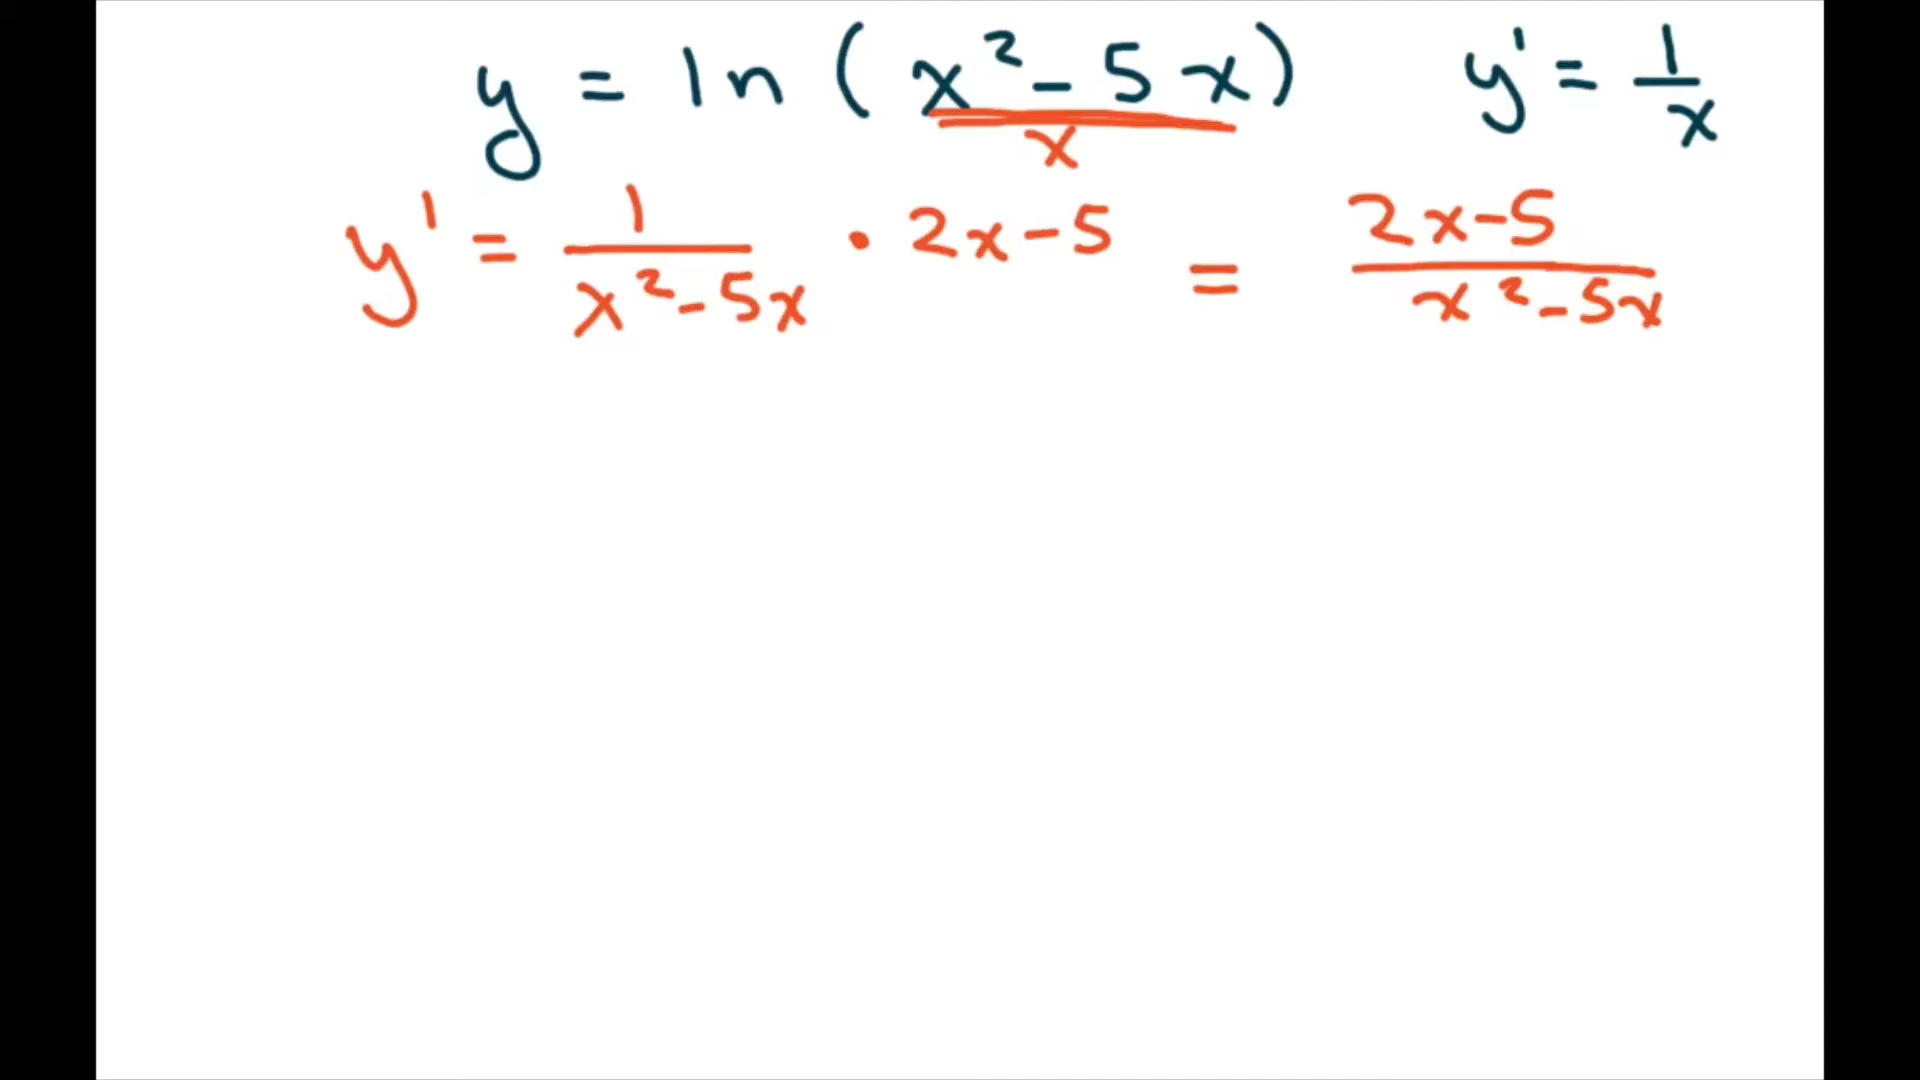 y = ln ( x² - 5x ) y' = 1/x
x
y' = 1/(x² - 5x) · 2x - 5 = (2x - 5)/(x² - 5x)